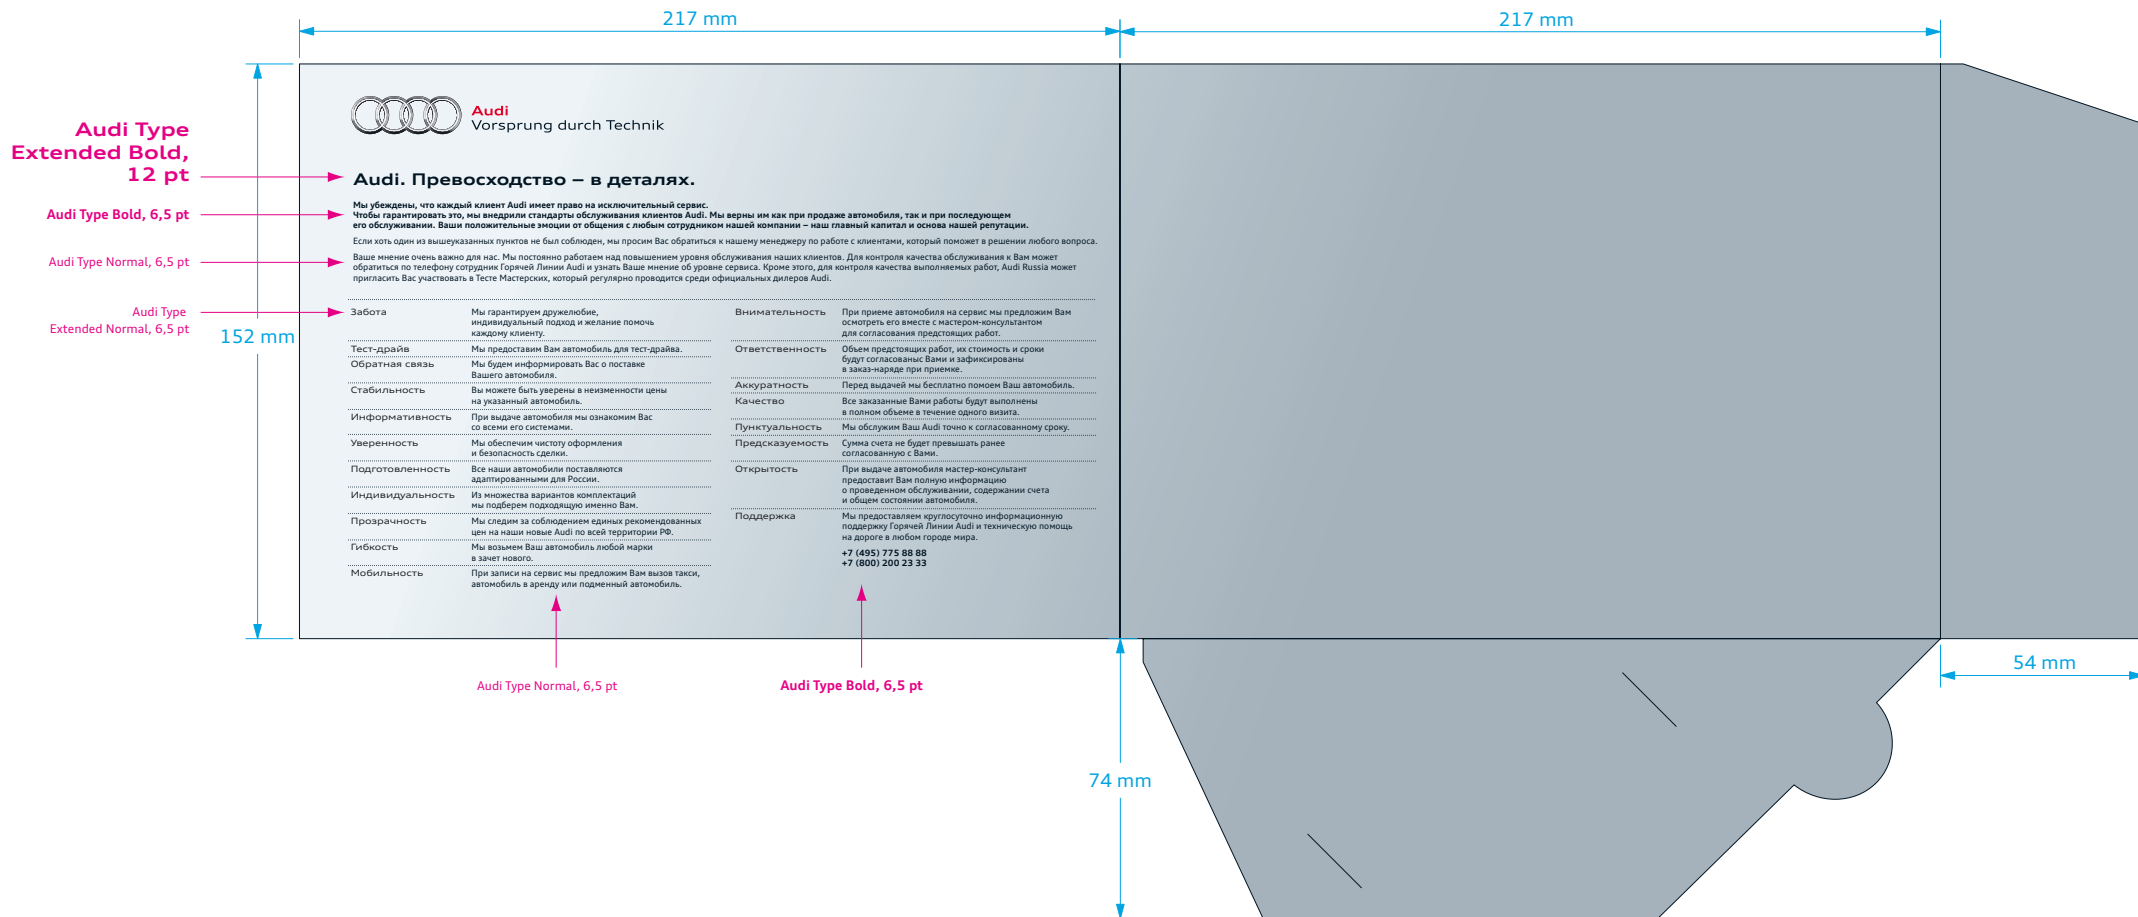 217 mm
217 mm
Audi
Vorsprung durch Technik
Audi Type
Extended Bold,
12 pt
Audi. Превосходство – в деталях.
Audi Type Bold, 6,5 pt
Мы убеждены, что каждый клиент Audi имеет право на исключительный сервис.
Чтобы гарантировать это, мы внедрили стандарты обслуживания клиентов Audi. Мы верны им как при продаже автомобиля, так и при последующем
его обслуживании. Ваши положительные эмоции от общения с любым сотрудником нашей компании – наш главный капитал и основа нашей репутации.
Если хоть один из вышеуказанных пунктов не был соблюден, мы просим Вас обратиться к нашему менеджеру по работе с клиентами, который поможет в решении любого вопроса.
Audi Type Normal, 6,5 pt
Ваше мнение очень важно для нас. Мы постоянно работаем над повышением уровня обслуживания наших клиентов. Для контроля качества обслуживания к Вам может
обратиться по телефону сотрудник Горячей Линии Audi и узнать Ваше мнение об уровне сервиса. Кроме этого, для контроля качества выполняемых работ, Audi Russia может
пригласить Вас участвовать в Тесте Мастерских, который регулярно проводится среди официальных дилеров Audi.
Audi Type
Extended Normal, 6,5 pt
152 mm
Забота
Мы гарантируем дружелюбие,
индивидуальный подход и желание помочь
каждому клиенту.
Тест-драйв
Мы предоставим Вам автомобиль для тест-драйва.
Обратная связь
Мы будем информировать Вас о поставке
Вашего автомобиля.
Стабильность
Вы можете быть уверены в неизменности цены
на указанный автомобиль.
Информативность
При выдаче автомобиля мы ознакомим Вас
со всеми его системами.
Уверенность
Мы обеспечим чистоту оформления
и безопасность сделки.
Подготовленность
Все наши автомобили поставляются
адаптированными для России.
Индивидуальность
Из множества вариантов комплектаций
мы подберем подходящую именно Вам.
Прозрачность
Мы следим за соблюдением единых рекомендованных
цен на наши новые Audi по всей территории РФ.
Гибкость
Мы возьмем Ваш автомобиль любой марки
в зачет нового.
Мобильность
При записи на сервис мы предложим Вам вызов такси,
автомобиль в аренду или подменный автомобиль.
Внимательность
При приеме автомобиля на сервис мы предложим Вам
осмотреть его вместе с мастером-консультантом
для согласования предстоящих работ.
Ответственность
Объем предстоящих работ, их стоимость и сроки
будут согласованыс Вами и зафиксированы
в заказ-наряде при приемке.
Аккуратность
Перед выдачей мы бесплатно помоем Ваш автомобиль.
Качество
Все заказанные Вами работы будут выполнены
в полном объеме в течение одного визита.
Пунктуальность
Мы обслужим Ваш Audi точно к согласованному сроку.
Предсказуемость
Сумма счета не будет превышать ранее
согласованную с Вами.
Открытость
При выдаче автомобиля мастер-консультант
предоставит Вам полную информацию
о проведенном обслуживании, содержании счета
и общем состоянии автомобиля.
Поддержка
Мы предоставляем круглосуточно информационную
поддержку Горячей Линии Audi и техническую помощь
на дороге в любом городе мира.
+7 (495) 775 88 88
+7 (800) 200 23 33
Audi Type Normal, 6,5 pt
Audi Type Bold, 6,5 pt
54 mm
74 mm